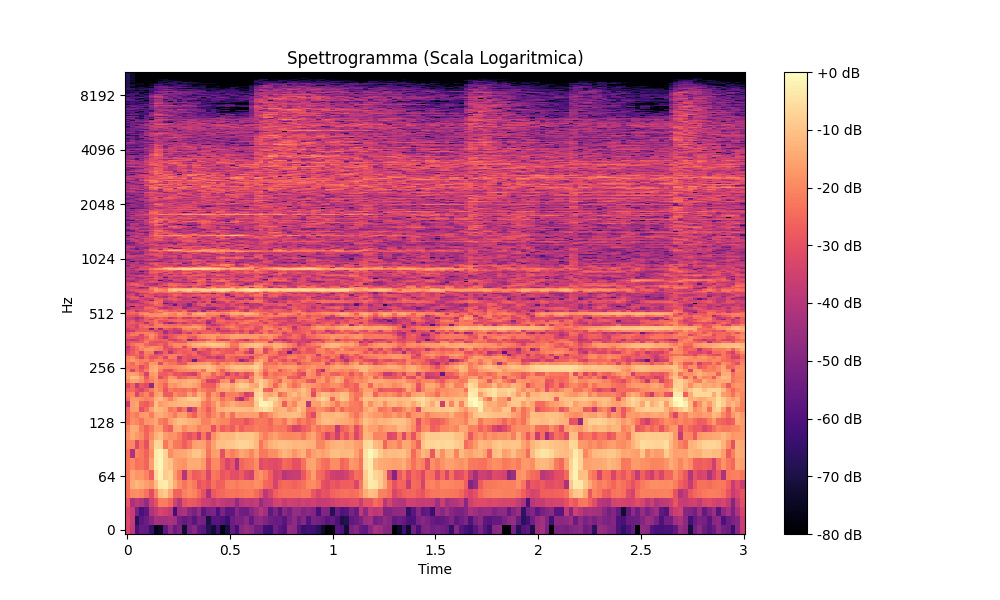 Spettrogramma (Scala Logaritmica)
Hz
8192
4096
2048
1024
512
256
128
64
0
0 0.5 1 1.5 2 2.5 3
Time
+0 dB
-10 dB
-20 dB
-30 dB
-40 dB
-50 dB
-60 dB
-70 dB
-80 dB